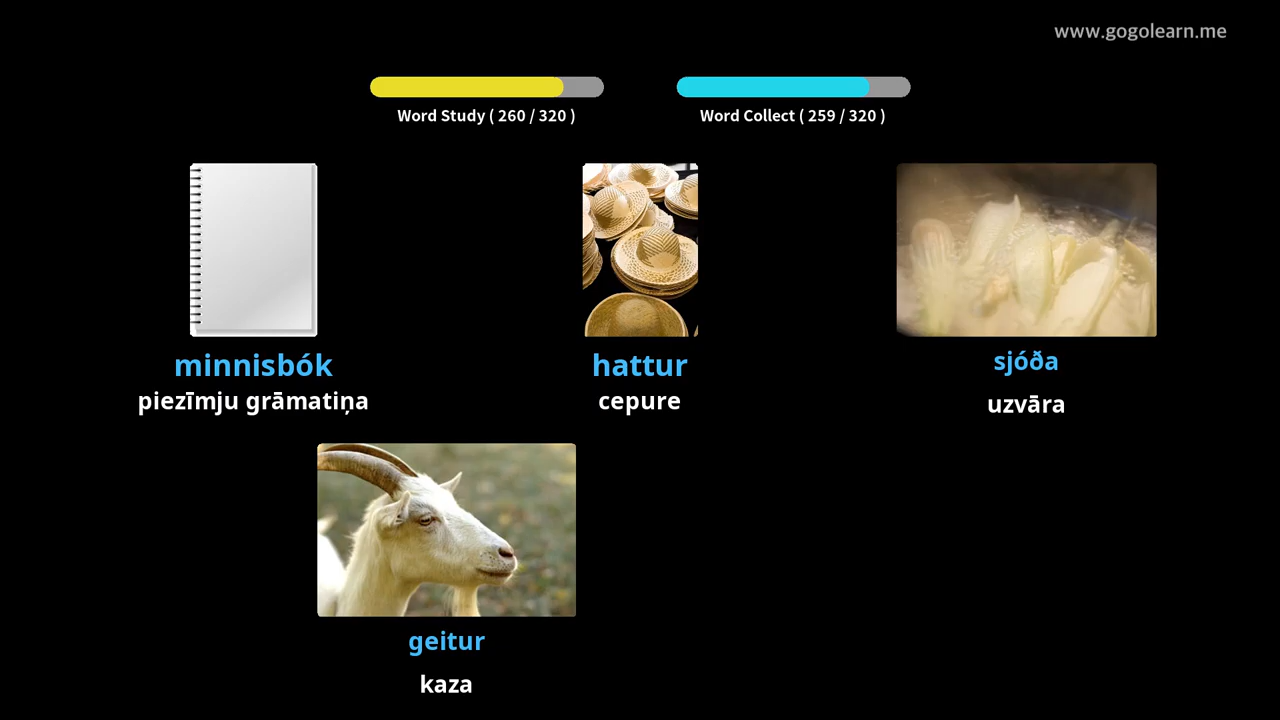 www.gogolearn.me
Word Study ( 260 / 320 )
Word Collect ( 259 / 320 )
minnisbók
piezīmju grāmatiņa
hattur
cepure
sjóða
uzvāra
geitur
kaza